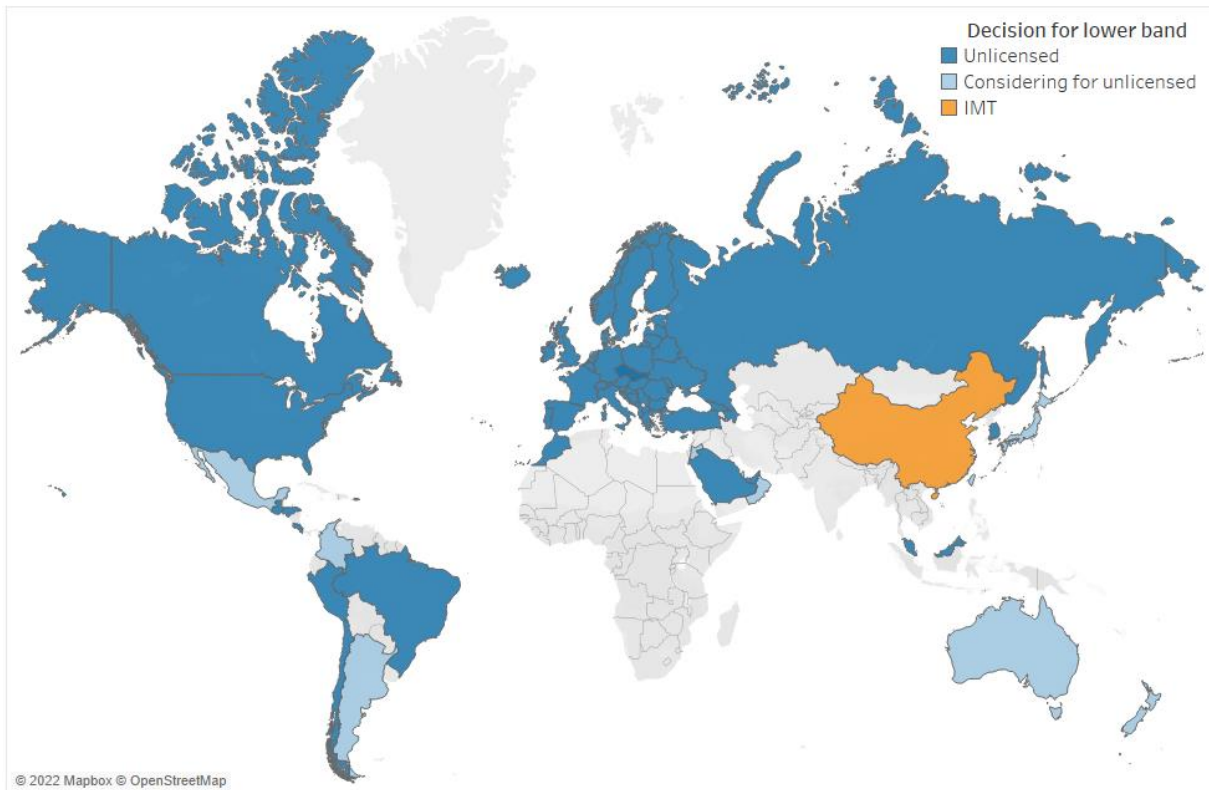 Decision for lower band
Unlicensed
Considering for unlicensed
IMT
© 2022 Mapbox © OpenStreetMap